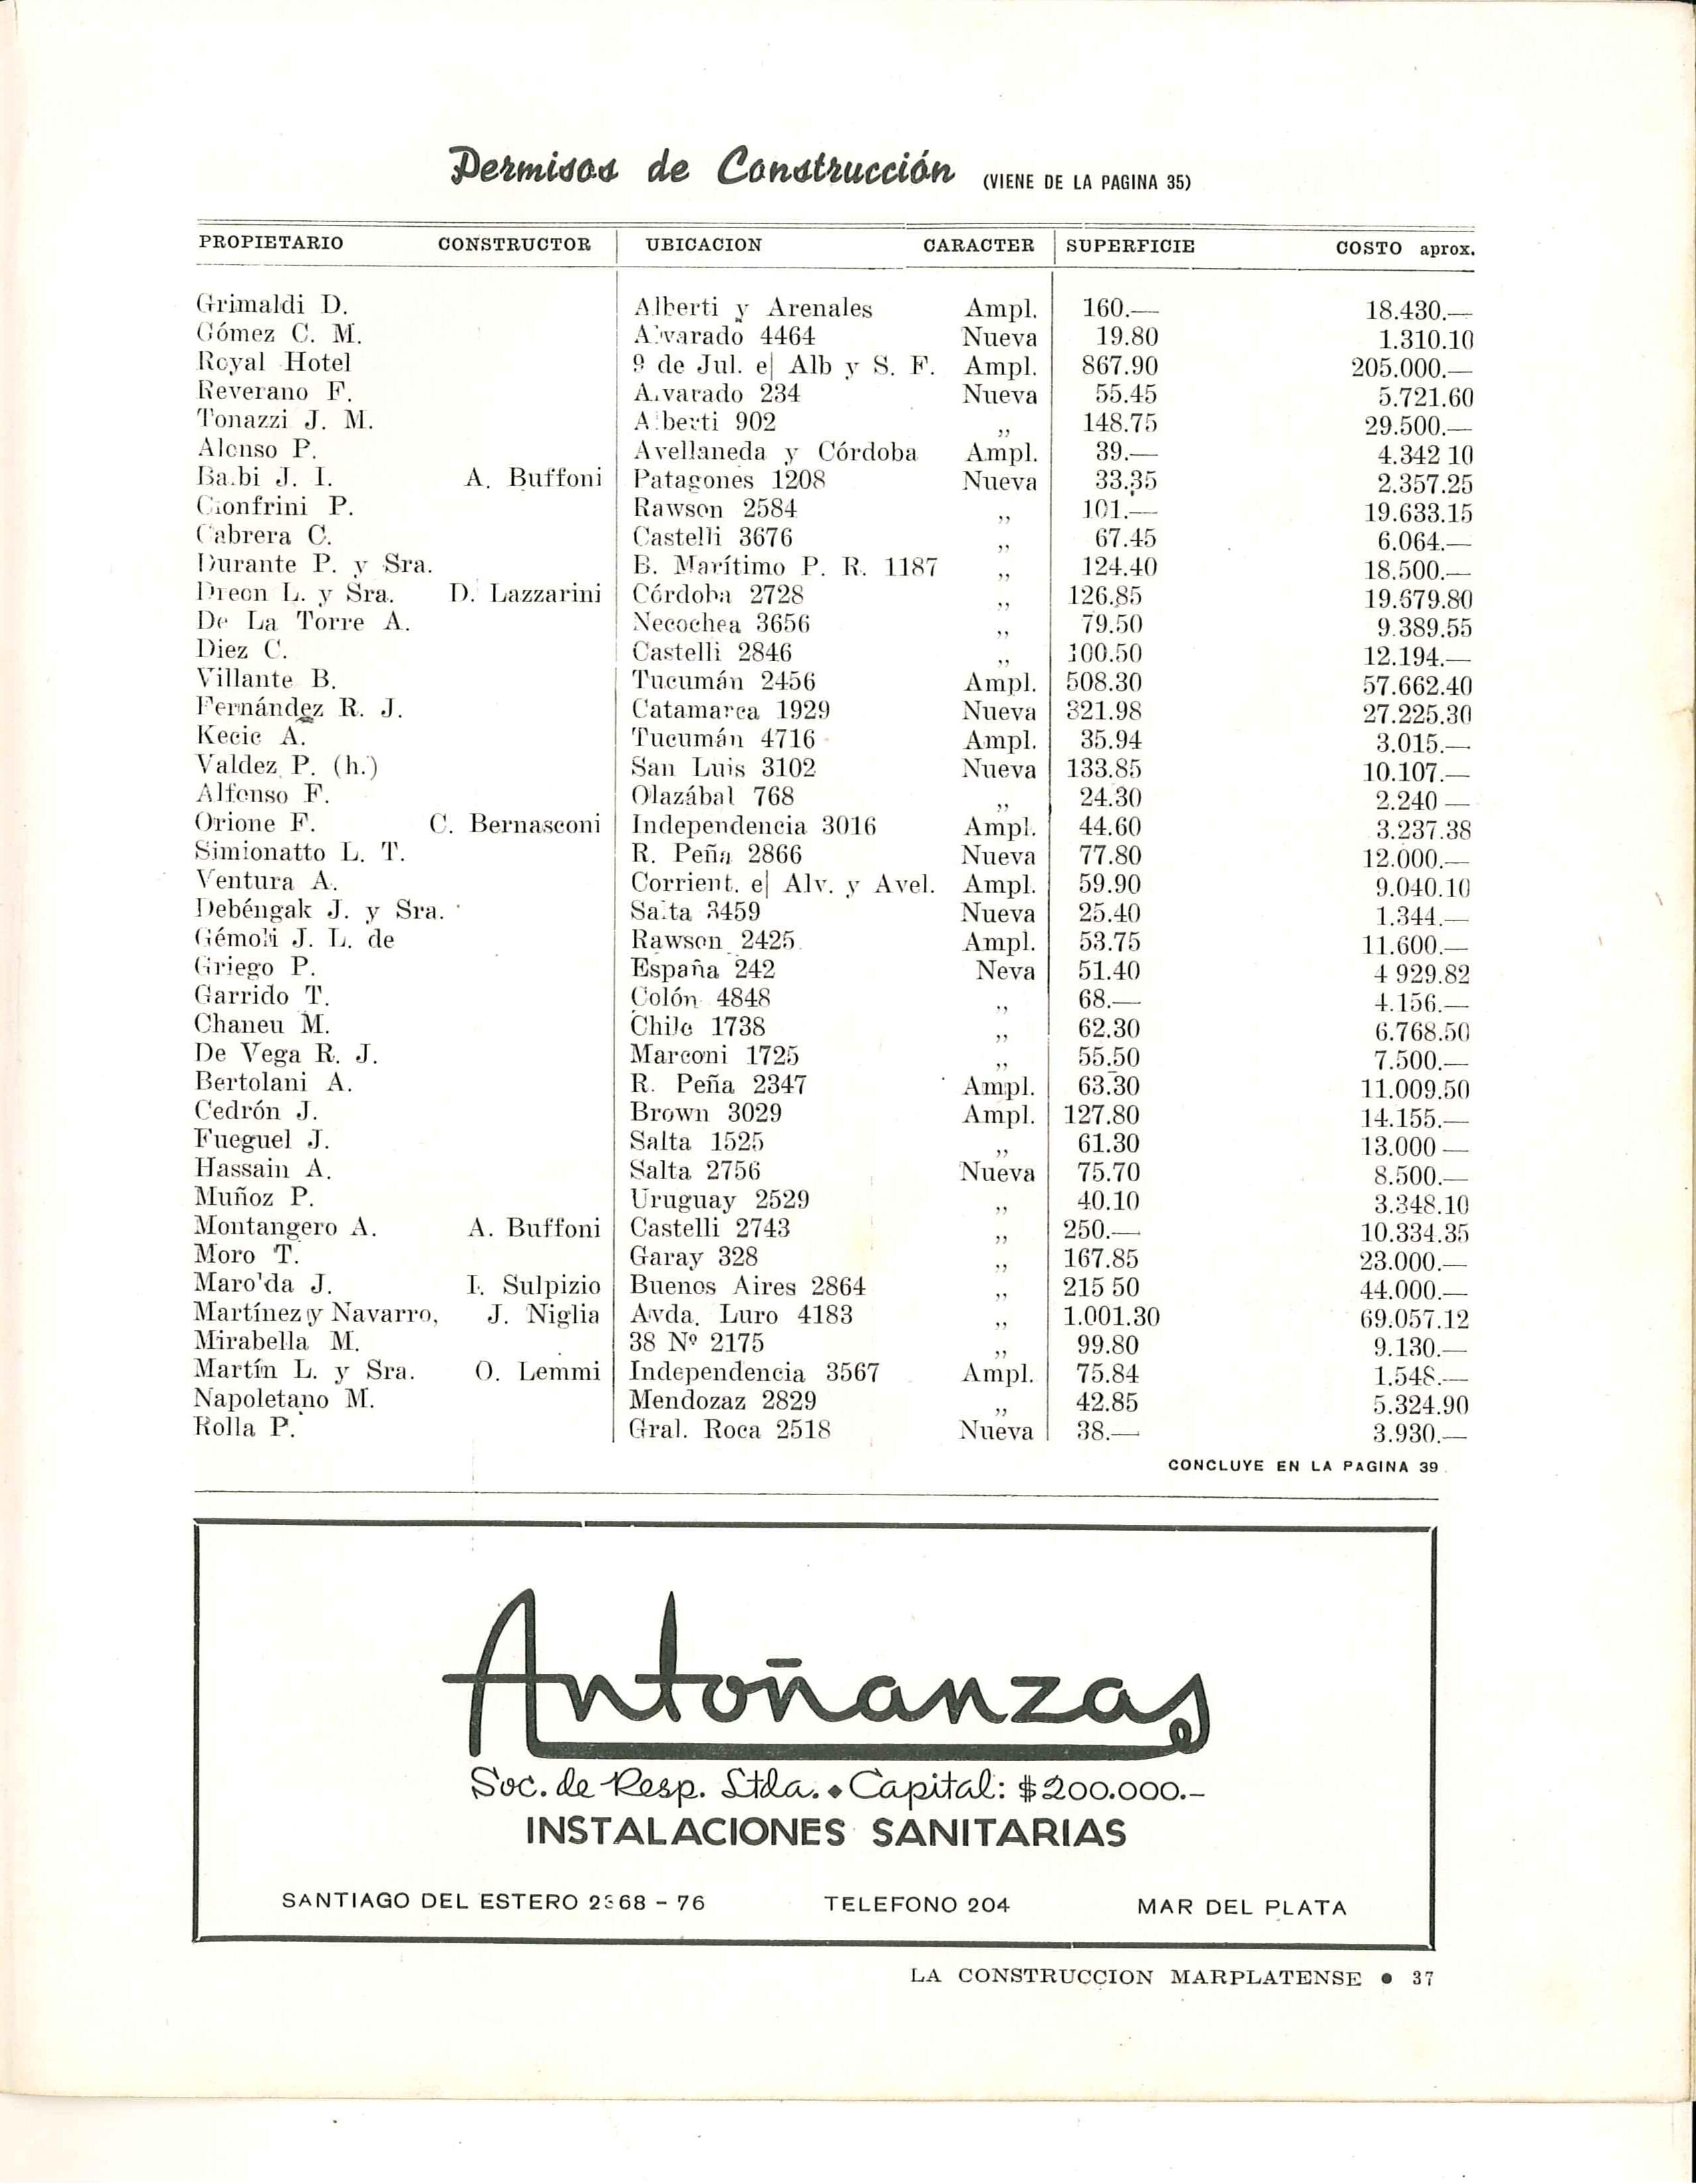 Permisos de Construcción (VIENE DE LA PAGINA 35)
PROPIETARIO CONSTRUCTOR UBICACION CARACTER SUPERFICIE COSTO aprox.
Grimaldi D. Alberti y Arenales Ampl. 160.— 18.430.—
Gómez C. M. Alvarado 4464 Nueva 19.80 1.310.10
Royal Hotel 9 de Jul. e| Alb y S. F. Ampl. 867.90 205.000.—
Reverano F. Alvarado 234 Nueva 55.45 5.721.60
Tonazzi J. M. Alberti 902 ,, 148.75 29.500.—
Alonso P. Avellaneda y Córdoba Ampl. 39.— 4.342 10
Balbi J. I. A. Buffoni Patagones 1208 Nueva 33.35 2.357.25
Cionfrini P. Rawson 2584 ,, 101.— 19.633.15
Cabrera C. Castelli 3676 ,, 67.45 6.064.—
Durante P. y Sra. B. Marítimo P. R. 1187 ,, 124.40 18.500.—
Dreon L. y Sra. D. Lazzarini Córdoba 2728 ,, 126.85 19.679.80
De La Torre A. Necochea 3656 ,, 79.50 9.389.55
Diez C. Castelli 2846 ,, 100.50 12.194.—
Villante B. Tucumán 2456 Ampl. 508.30 57.662.40
Fernández R. J. Catamarca 1929 Nueva 321.98 27.225.30
Kecic A. Tucumán 4716 Ampl. 35.94 3.015.—
Valdez P. (h.) San Luis 3102 Nueva 133.85 10.107.—
Alfonso F. Olazábal 768 ,, 24.30 2.240 —
Orione F. C. Bernasconi Independencia 3016 Ampl. 44.60 3.237.38
Simionatto L. T. R. Peña 2866 Nueva 77.80 12.000.—
Ventura A. Corrient. e| Alv. y Avel. Ampl. 59.90 9.040.10
Debéngak J. y Sra. Salta 3459 Nueva 25.40 1.344.—
Gémoli J. L. de Rawson 2425 Ampl. 53.75 11.600.—
Griego P. España 242 Neva 51.40 4 929.82
Garrido T. Colón 4848 ,, 68.— 4.156.—
Chaneu M. Chile 1738 ,, 62.30 6.768.50
De Vega R. J. Marconi 1725 ,, 55.50 7.500.—
Bertolani A. R. Peña 2347 Ampl. 63.30 11.009.50
Cedrón J. Brown 3029 Ampl. 127.80 14.155.—
Fueguel J. Salta 1525 ,, 61.30 13.000 —
Hassain A. Salta 2756 Nueva 75.70 8.500.—
Muñoz P. Uruguay 2529 ,, 40.10 3.348.10
Montangero A. A. Buffoni Castelli 2743 ,, 250.— 10.334.35
Moro T. Garay 328 ,, 167.85 23.000.—
Maro'da J. I. Sulpizio Buenos Aires 2864 ,, 215 50 44.000.—
Martínez y Navarro, J. Niglia Avda. Luro 4183 ,, 1.001.30 69.057.12
Mirabella M. 38 Nº 2175 ,, 99.80 9.130.—
Martín L. y Sra. O. Lemmi Independencia 3567 Ampl. 75.84 1.548.—
Napoletano M. Mendozaz 2829 ,, 42.85 5.324.90
Rolla P. Gral. Roca 2518 Nueva 38.— 3.930.—
CONCLUYE EN LA PAGINA 39
Antoñanzas
Soc. de Resp. Ltda. • Capital: $200.000.-
INSTALACIONES SANITARIAS
SANTIAGO DEL ESTERO 2368 - 76 TELEFONO 204 MAR DEL PLATA
LA CONSTRUCCION MARPLATENSE • 37